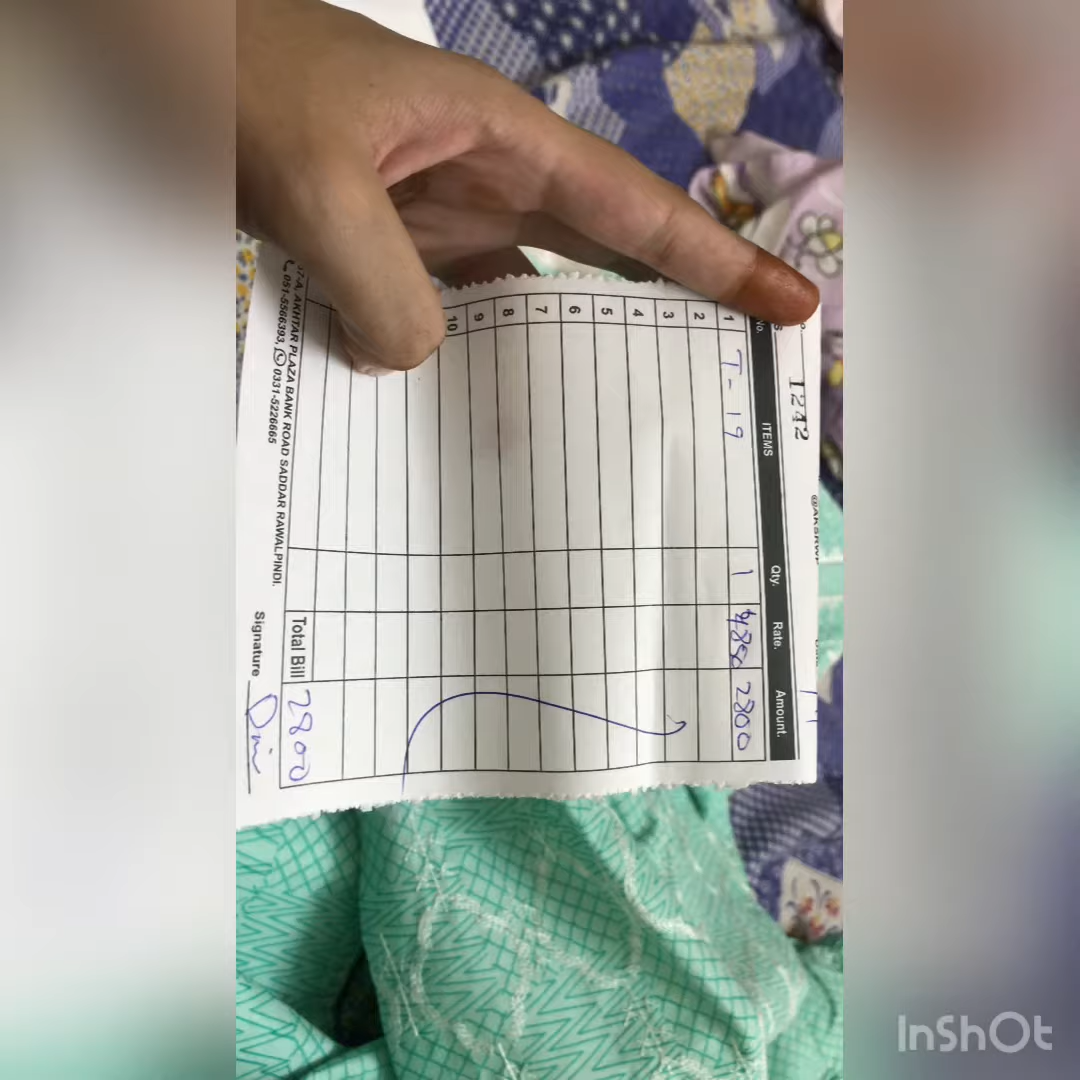 1242
No. ITEMS Qty. Rate. Amount.
1 T-19 1 2800
2
3
4
5
6
7
8
9
10
Total Bill 2800
AKHTAR PLAZA BANK ROAD SADDAR RAWALPINDI.
051-5566393, 0331-5226665
Signature
InShOt